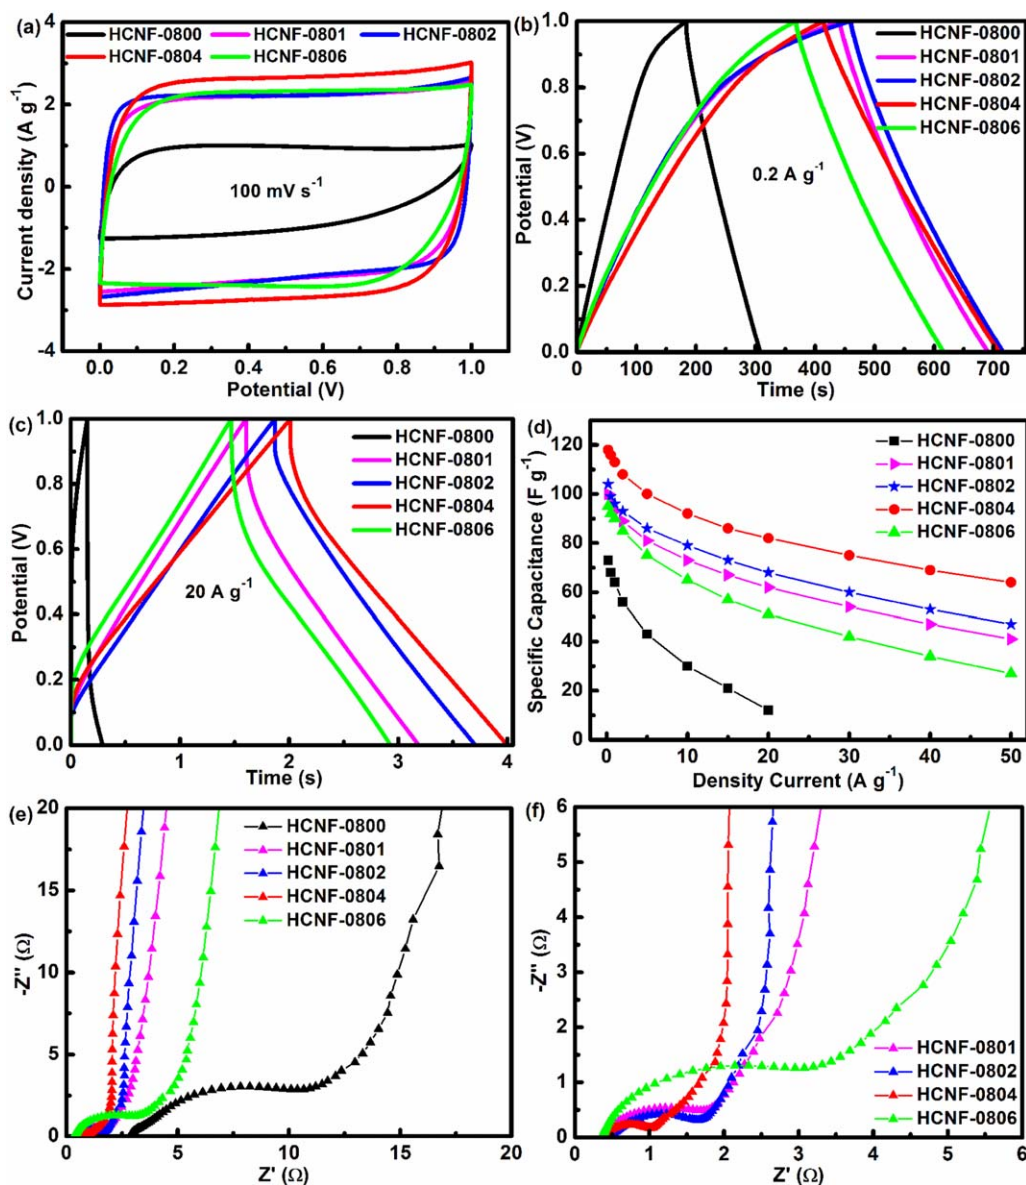 (a)
HCNF-0800 HCNF-0801 HCNF-0802
HCNF-0804 HCNF-0806
100 mV s⁻¹
Current density (A g⁻¹)
4
2
0
-2
-4
0.0 0.2 0.4 0.6 0.8 1.0
Potential (V)
(b)
HCNF-0800
HCNF-0801
HCNF-0802
HCNF-0804
HCNF-0806
0.2 A g⁻¹
Potential (V)
1.0
0.8
0.6
0.4
0.2
0.0
0 100 200 300 400 500 600 700
Time (s)
(c)
HCNF-0800
HCNF-0801
HCNF-0802
HCNF-0804
HCNF-0806
20 A g⁻¹
Potential (V)
1.0
0.8
0.6
0.4
0.2
0.0
0 1 2 3 4
Time (s)
(d)
HCNF-0800
HCNF-0801
HCNF-0802
HCNF-0804
HCNF-0806
Specific Capacitance (F g⁻¹)
120
100
80
60
40
20
0
0 10 20 30 40 50
Density Current (A g⁻¹)
(e)
HCNF-0800
HCNF-0801
HCNF-0802
HCNF-0804
HCNF-0806
-Z'' (Ω)
20
15
10
5
0
0 5 10 15 20
Z' (Ω)
(f)
HCNF-0801
HCNF-0802
HCNF-0804
HCNF-0806
-Z'' (Ω)
6
5
4
3
2
1
0
0 1 2 3 4 5 6
Z' (Ω)